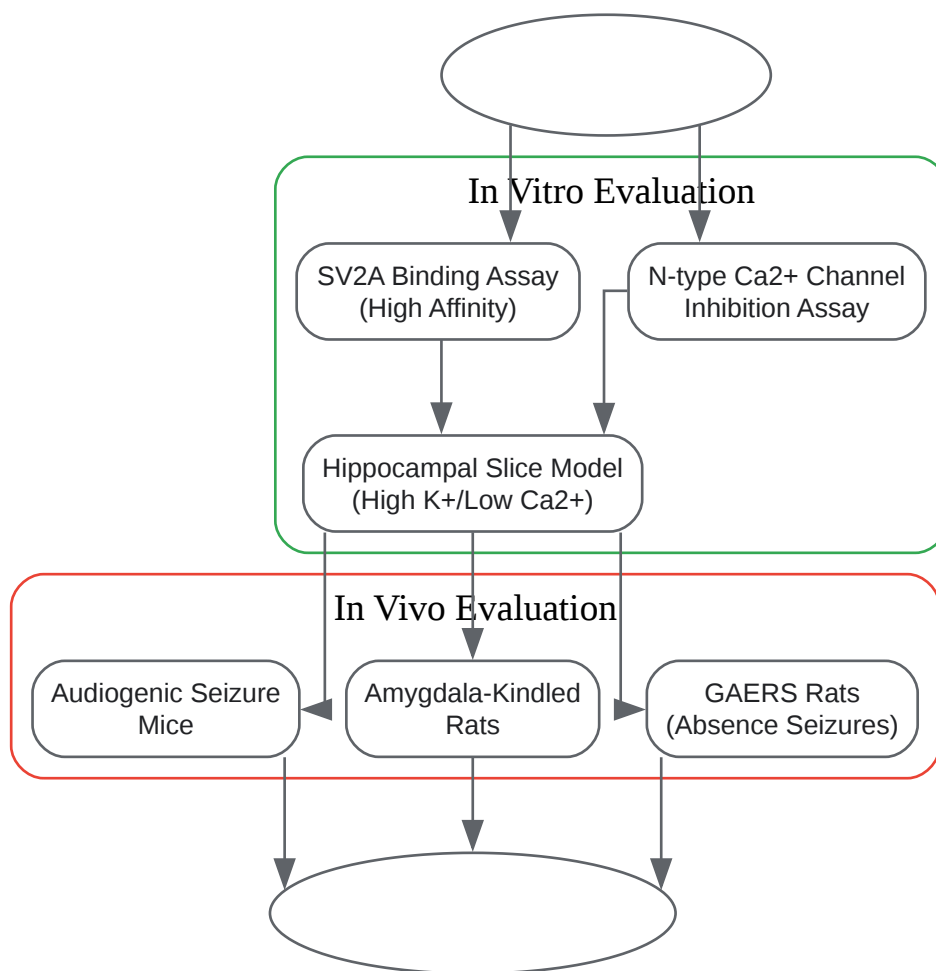 In Vitro Evaluation
SV2A Binding Assay
(High Affinity)
N-type Ca2+ Channel
Inhibition Assay
Hippocampal Slice Model
(High K+/Low Ca2+)
In Vivo Evaluation
Audiogenic Seizure
Mice
Amygdala-Kindled
Rats
GAERS Rats
(Absence Seizures)